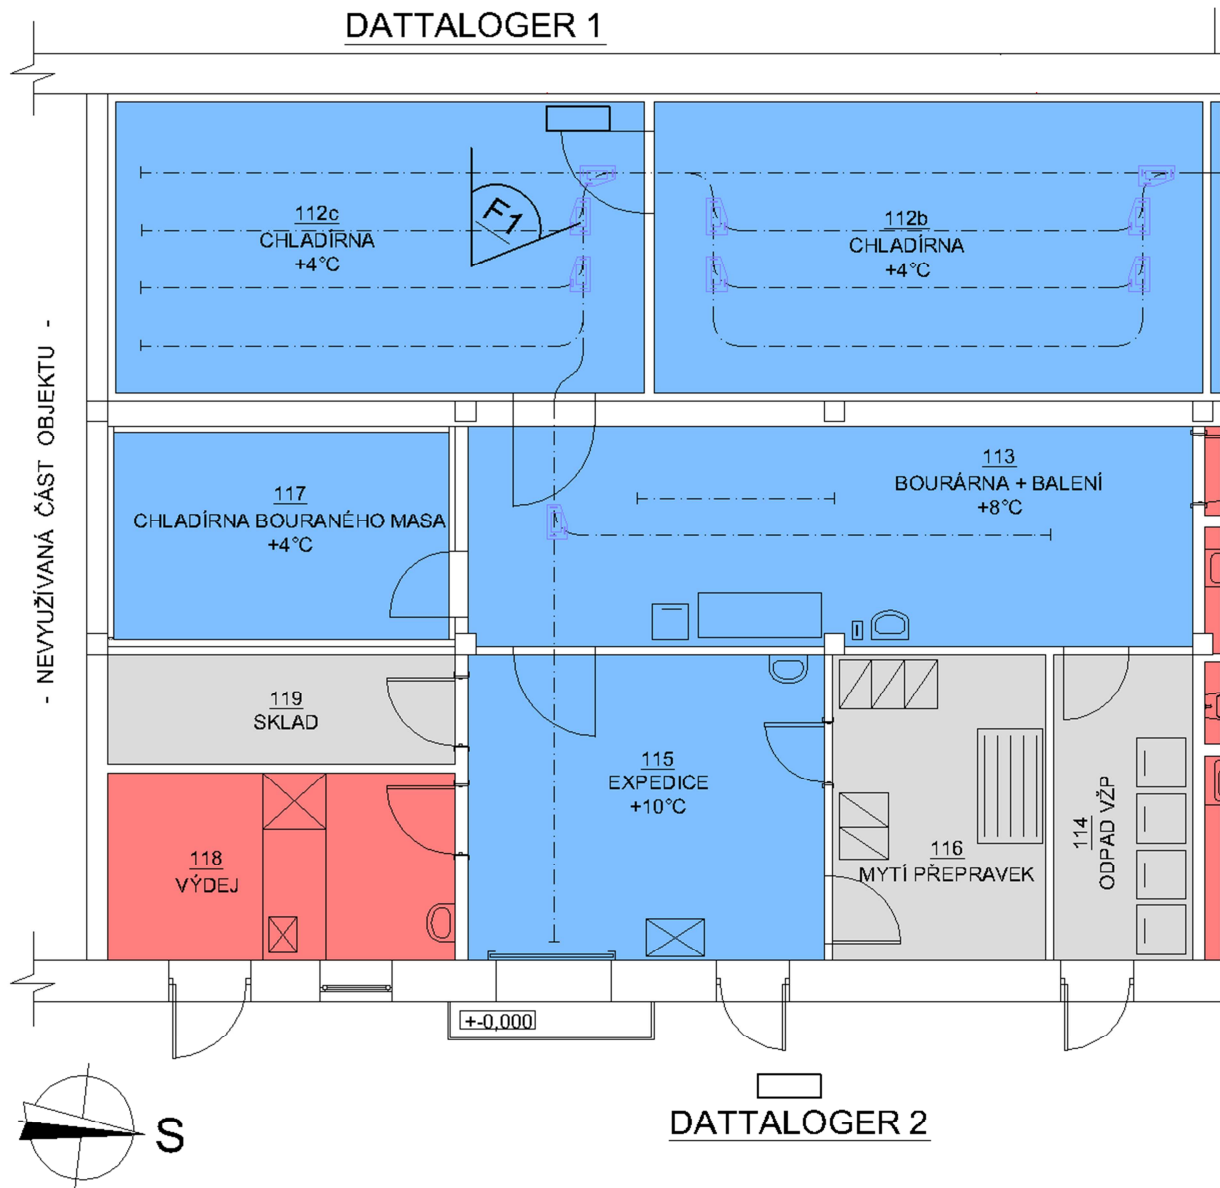 DATTALOGER 1
112c
CHLADÍRNA
+4°C
F1
112b
CHLADÍRNA
+4°C
- NEVYUŽÍVANÁ ČÁST OBJEKTU -
117
CHLADÍRNA BOURANÉHO MASA
+4°C
113
BOURÁRNA + BALENÍ
+8°C
119
SKLAD
115
EXPEDICE
+10°C
118
VÝDEJ
116
MYTÍ PŘEPRAVEK
114
ODPAD VŽP
+-0,000
S
DATTALOGER 2